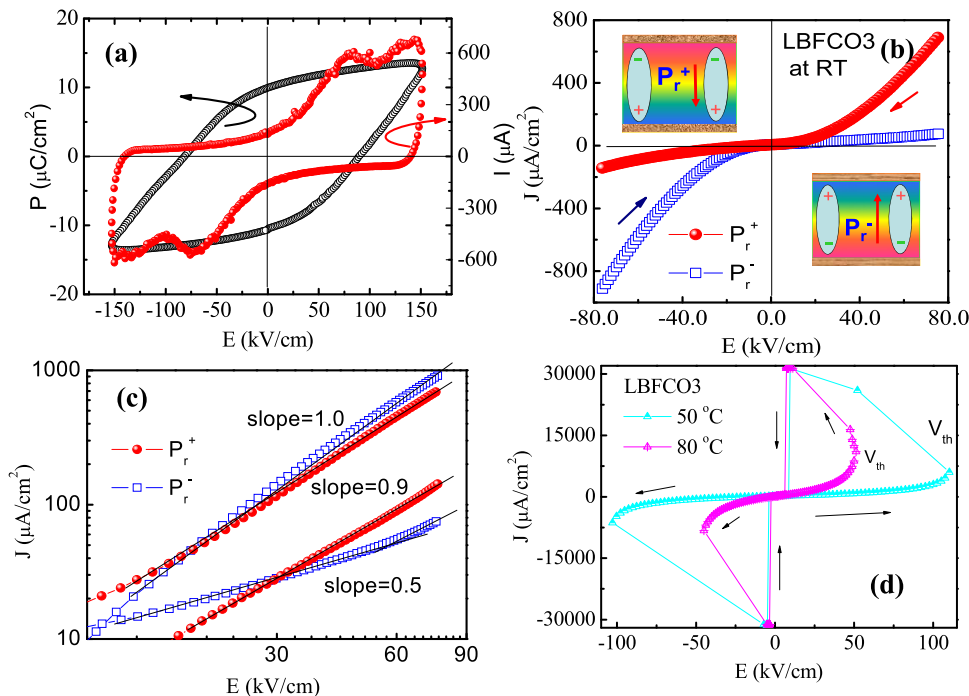 (a)
P (μC/cm²)
I (μA)
20
10
0
-10
-20
600
300
0
-300
-600
-150 -100 -50 0 50 100 150
E (kV/cm)
(b)
LBFCO3
at RT
J (μA/cm²)
800
400
0
-400
-800
Pᵣ⁺
Pᵣ⁻
Pᵣ⁺
Pᵣ⁻
-80.0 -40.0 0.0 40.0 80.0
E (kV/cm)
(c)
J (μA/cm²)
1000
100
10
slope=1.0
slope=0.9
slope=0.5
Pᵣ⁺
Pᵣ⁻
30 60 90
E (kV/cm)
(d)
LBFCO3
50 °C
80 °C
Vth
Vth
J (μA/cm²)
30000
15000
0
-15000
-30000
-100 -50 0 50 100
E (kV/cm)